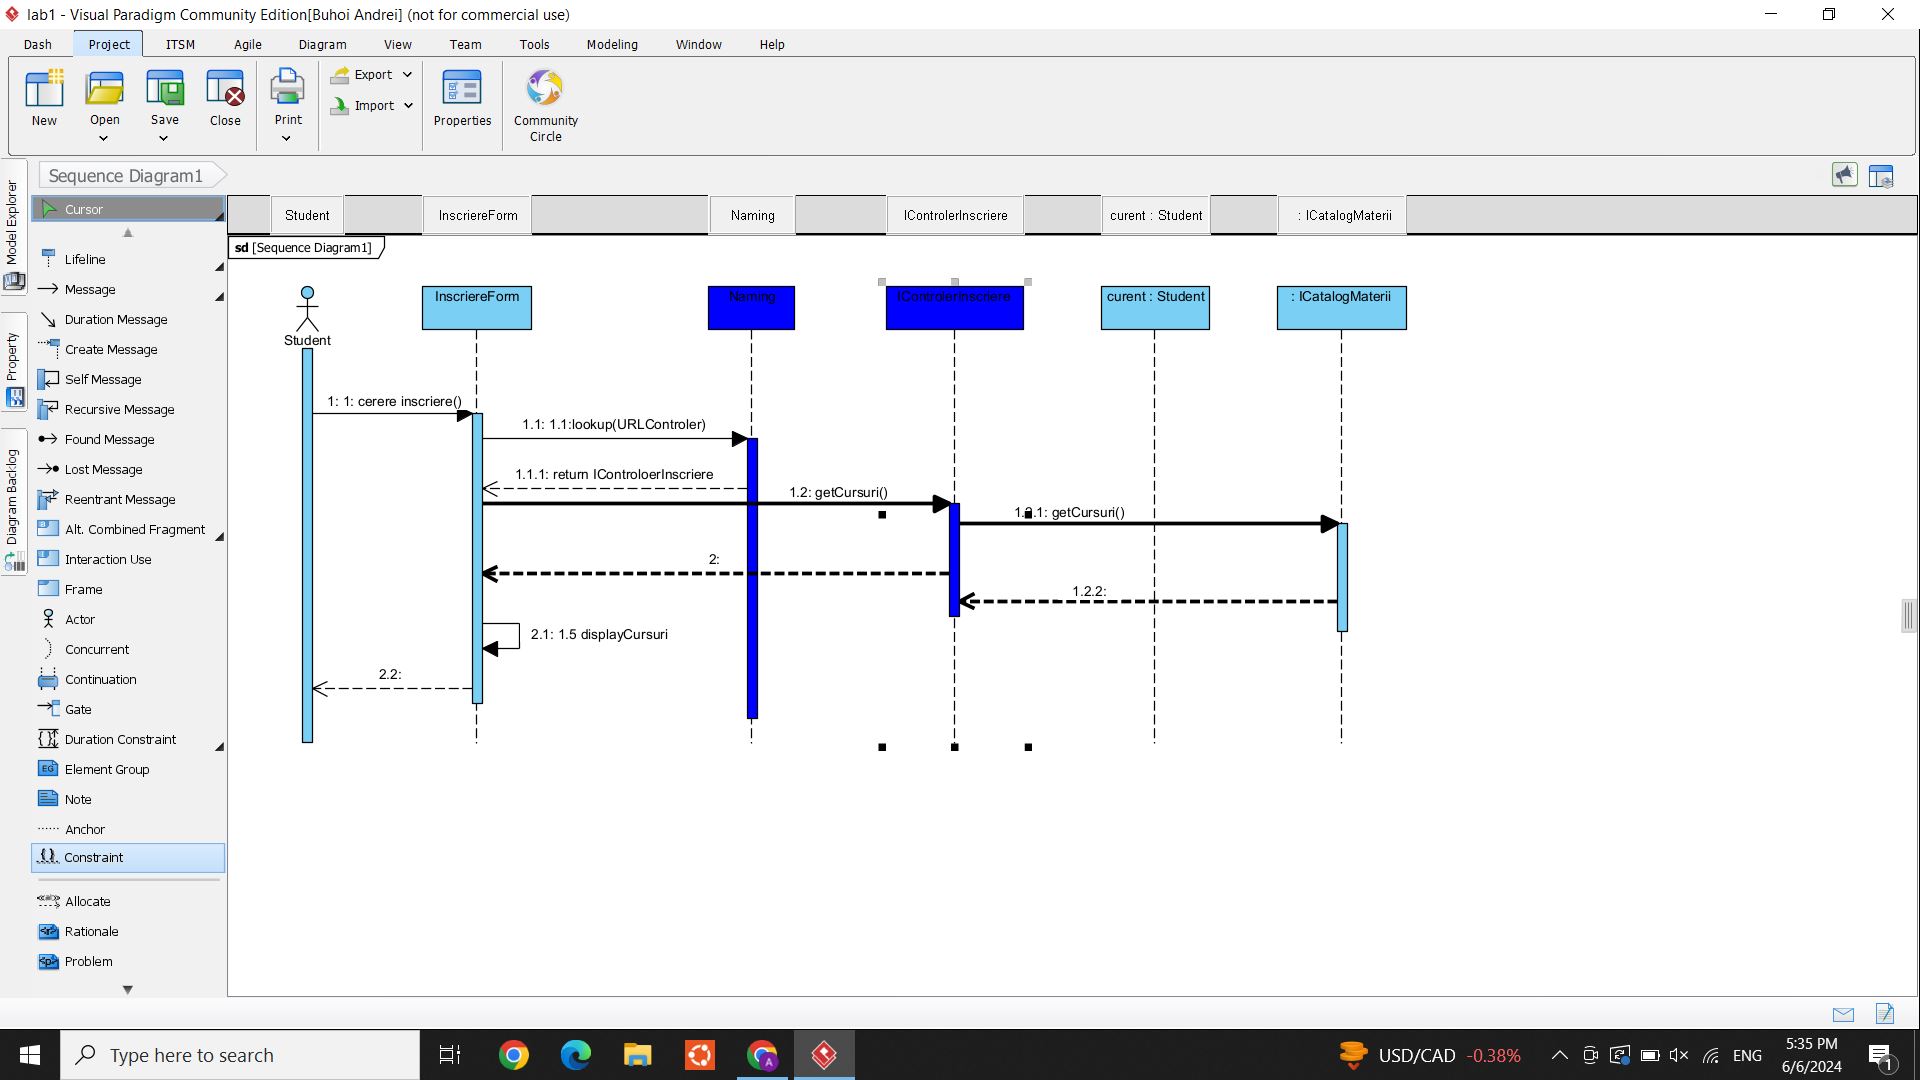 lab1 - Visual Paradigm Community Edition[Buhoi Andrei] (not for commercial use)
Dash Project ITSM Agile Diagram View Team Tools Modeling Window Help
New Open Save Close Print Export Import Properties Community Circle
Model Explorer
Property
Diagram Backlog
Sequence Diagram1
Cursor
Lifeline
Message
Duration Message
Create Message
Self Message
Recursive Message
Found Message
Lost Message
Reentrant Message
Alt. Combined Fragment
Interaction Use
Frame
Actor
Concurrent
Continuation
Gate
Duration Constraint
EG Element Group
Note
Anchor
Constraint
Allocate
Rationale
Problem
Student InscriereForm Naming IControlerInscriere curent : Student : ICatalogMaterii
sd [Sequence Diagram1]
InscriereForm Naming IControlerInscriere curent : Student : ICatalogMaterii
Student
1: 1: cerere inscriere()
1.1: 1.1:lookup(URLControler)
1.1.1: return IControloerInscriere
1.2: getCursuri()
1.2.1: getCursuri()
2:
1.2.2:
2.1: 1.5 displayCursuri
2.2:
Type here to search
USD/CAD -0.38%
ENG
5:35 PM
6/6/2024
1